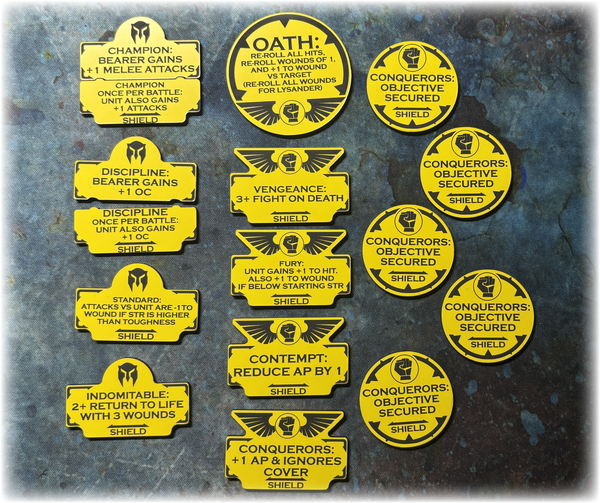 CHAMPION:
BEARER GAINS
+1 MELEE ATTACKS
CHAMPION
ONCE PER BATTLE:
UNIT ALSO GAINS
+1 ATTACKS
SHIELD
DISCIPLINE:
BEARER GAINS
+1 OC
DISCIPLINE
ONCE PER BATTLE:
UNIT ALSO GAINS
+1 OC
SHIELD
STANDARD:
ATTACKS VS UNIT ARE -1 TO
WOUND IF STR IS HIGHER
THAN TOUGHNESS
SHIELD
INDOMITABLE:
2+ RETURN TO LIFE
WITH 3 WOUNDS
SHIELD
OATH:
RE-ROLL ALL HITS,
RE-ROLL WOUNDS OF 1,
AND +1 TO WOUND
VS TARGET
(RE-ROLL ALL WOUNDS
FOR LYSANDER)
VENGEANCE:
3+ FIGHT ON DEATH
SHIELD
FURY:
UNIT GAINS +1 TO HIT.
ALSO +1 TO WOUND
IF BELOW STARTING STR
SHIELD
CONTEMPT:
REDUCE AP BY 1
SHIELD
CONQUERORS:
+1 AP & IGNORES
COVER
SHIELD
CONQUERORS:
OBJECTIVE
SECURED
SHIELD
CONQUERORS:
OBJECTIVE
SECURED
SHIELD
CONQUERORS:
OBJECTIVE
SECURED
SHIELD
CONQUERORS:
OBJECTIVE
SECURED
SHIELD
CONQUERORS:
OBJECTIVE
SECURED
SHIELD